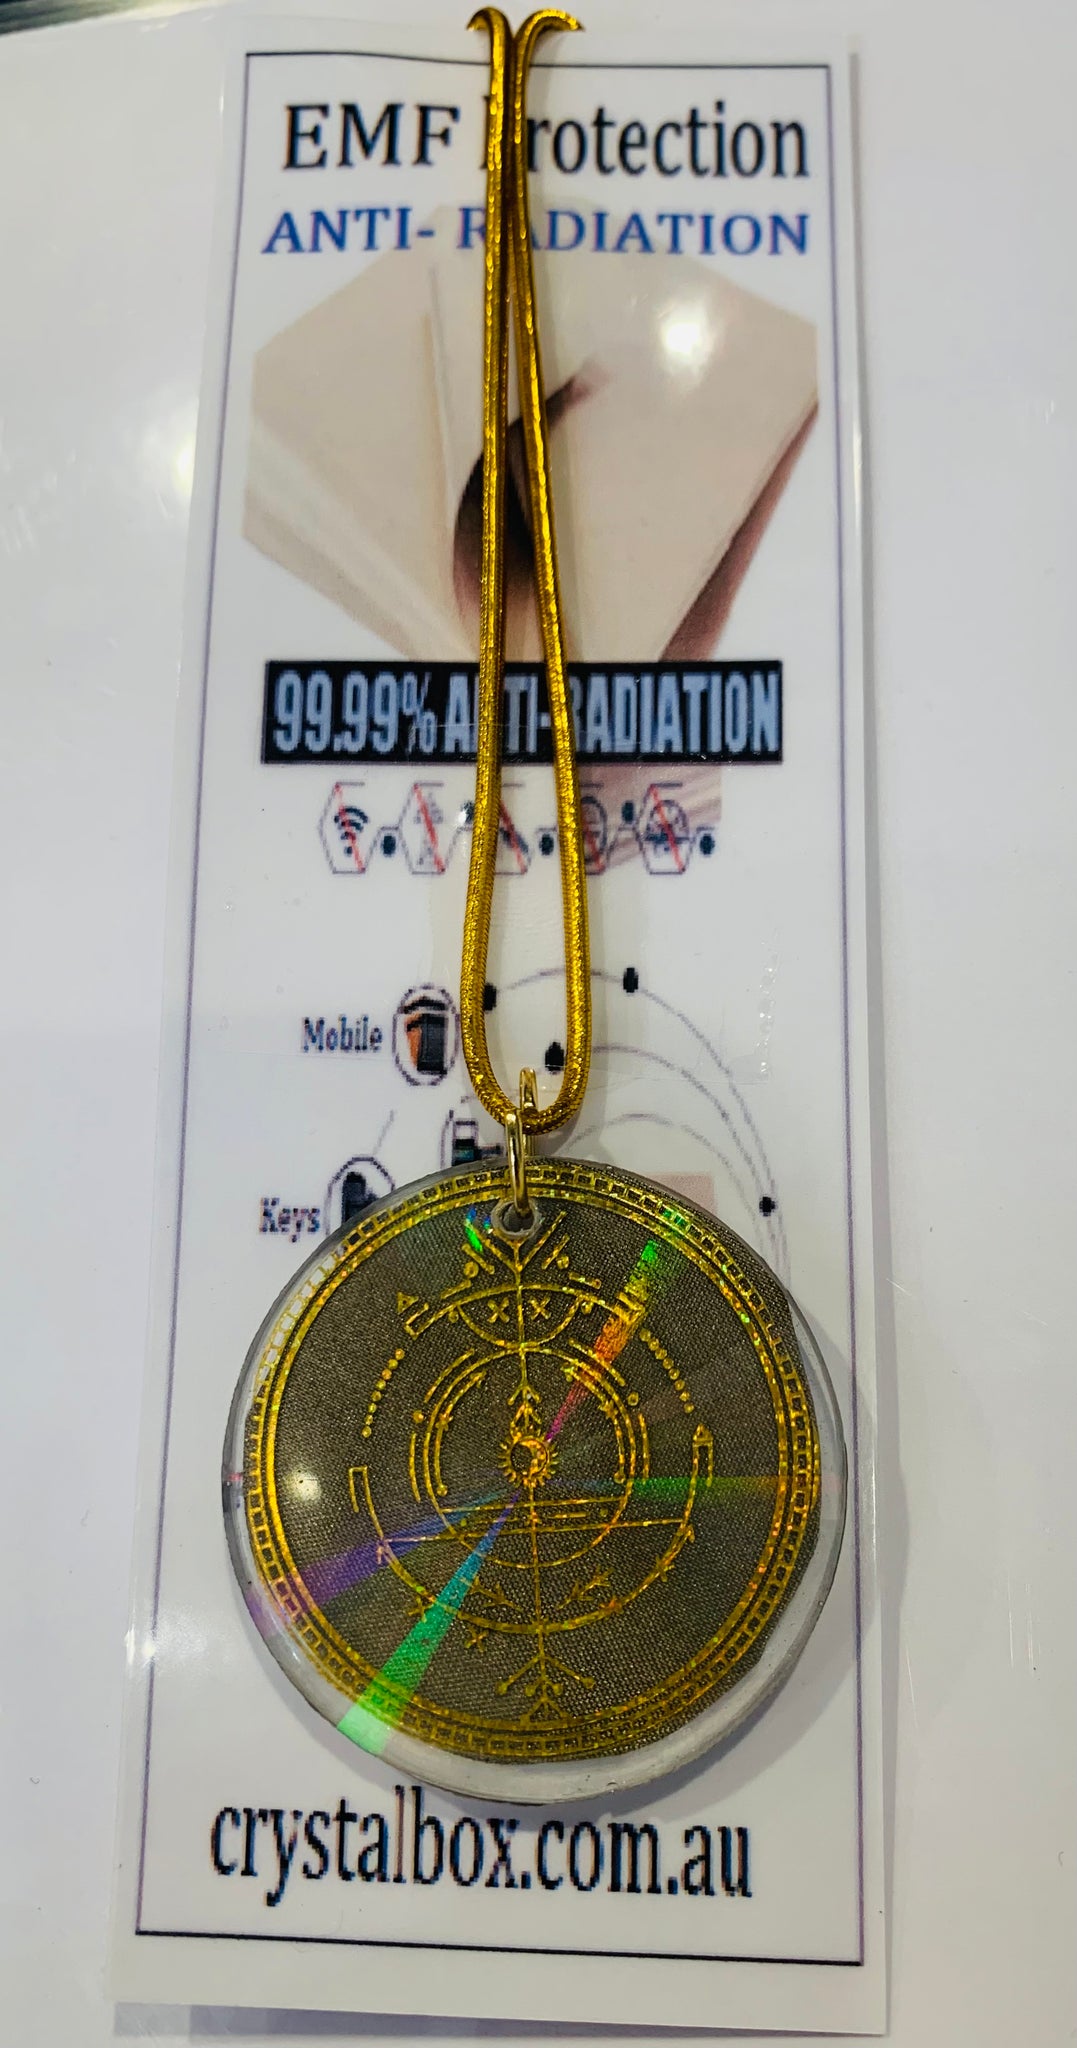 EMF Protection
ANTI- RADIATION
99.99% ANTI-RADIATION
Mobile
Keys
crystalbox.com.au